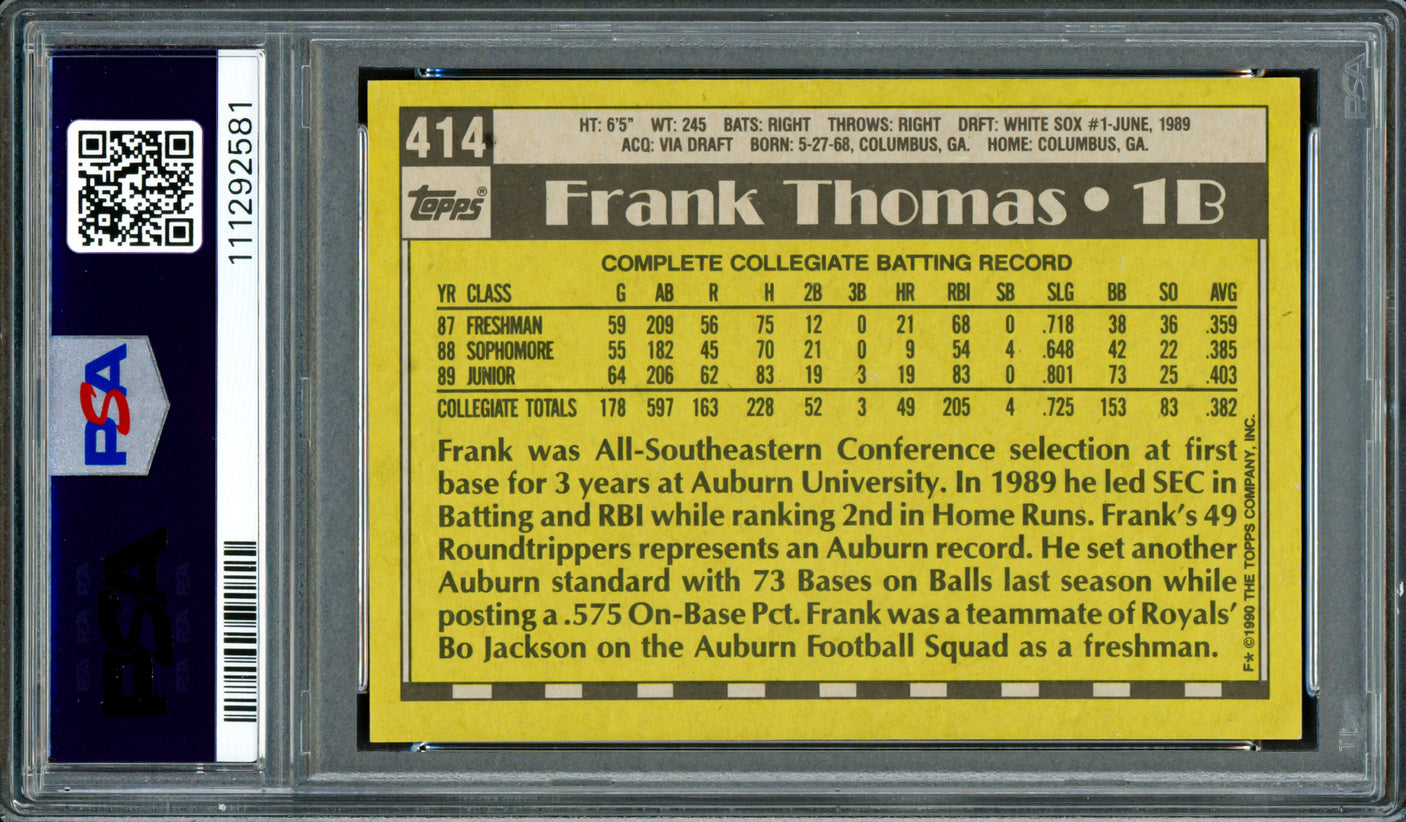 111292581
PSA
PSA
414
HT: 6'5" WT: 245 BATS: RIGHT THROWS: RIGHT DRFT: WHITE SOX #1-JUNE, 1989
ACQ: VIA DRAFT BORN: 5-27-68, COLUMBUS, GA. HOME: COLUMBUS, GA.
TOPPS®
Frank Thomas • 1B
COMPLETE COLLEGIATE BATTING RECORD
YR CLASS G AB R H 2B 3B HR RBI SB SLG BB SO AVG
87 FRESHMAN 59 209 56 75 12 0 21 68 0 .718 38 36 .359
88 SOPHOMORE 55 182 45 70 21 0 9 54 4 .648 42 22 .385
89 JUNIOR 64 206 62 83 19 3 19 83 0 .801 73 25 .403
COLLEGIATE TOTALS 178 597 163 228 52 3 49 205 4 .725 153 83 .382
Frank was All-Southeastern Conference selection at first
base for 3 years at Auburn University. In 1989 he led SEC in
Batting and RBI while ranking 2nd in Home Runs. Frank's 49
Roundtrippers represents an Auburn record. He set another
Auburn standard with 73 Bases on Balls last season while
posting a .575 On-Base Pct. Frank was a teammate of Royals'
Bo Jackson on the Auburn Football Squad as a freshman.
F★ ©1990 THE TOPPS COMPANY, INC.
PSA